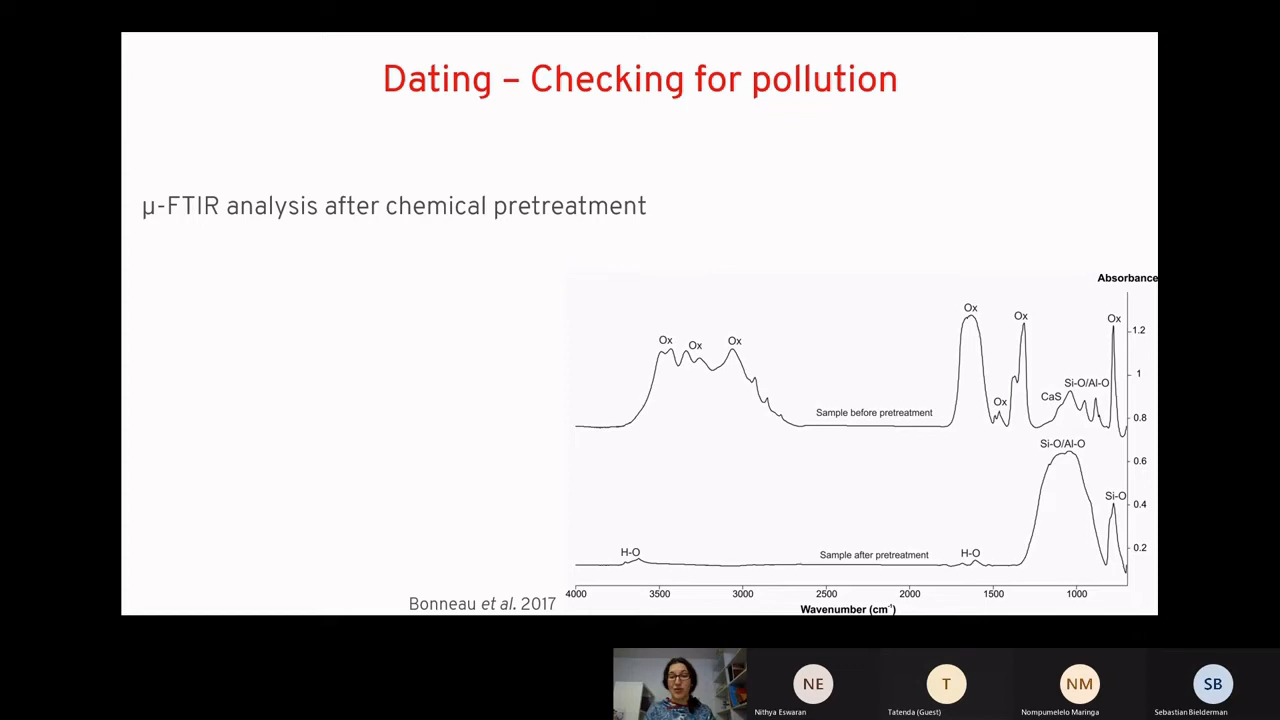 Dating – Checking for pollution
µ-FTIR analysis after chemical pretreatment
Absorbance
Ox
Ox
Ox
Ox
Ox
Ox
Ox
CaS
Si-O/Al-O
Sample before pretreatment
1.2
1
0.8
0.6
0.4
0.2
Si-O/Al-O
Si-O
H-O
Sample after pretreatment
H-O
4000 3500 3000 2500 2000 1500 1000
Wavenumber (cm⁻¹)
Bonneau et al. 2017
NE
T
NM
SB
Nithya Eswaran
Tatenda (Guest)
Nompumelelo Maringa
Sebastian Bielderman